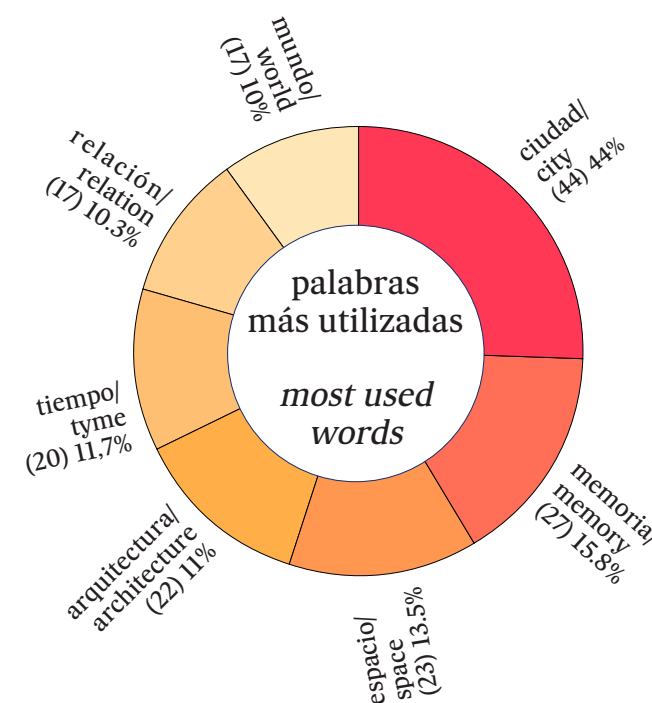 palabras
más utilizadas
most used
words
ciudad/
city
(44) 44%
memoria/
memory
(27) 15.8%
espacio/
space
(23) 13.5%
arquitectura/
architecture
(22) 11%
tiempo/
tyme
(20) 11,7%
relación/
relation
(17) 10.3%
mundo/
world
(17) 10%